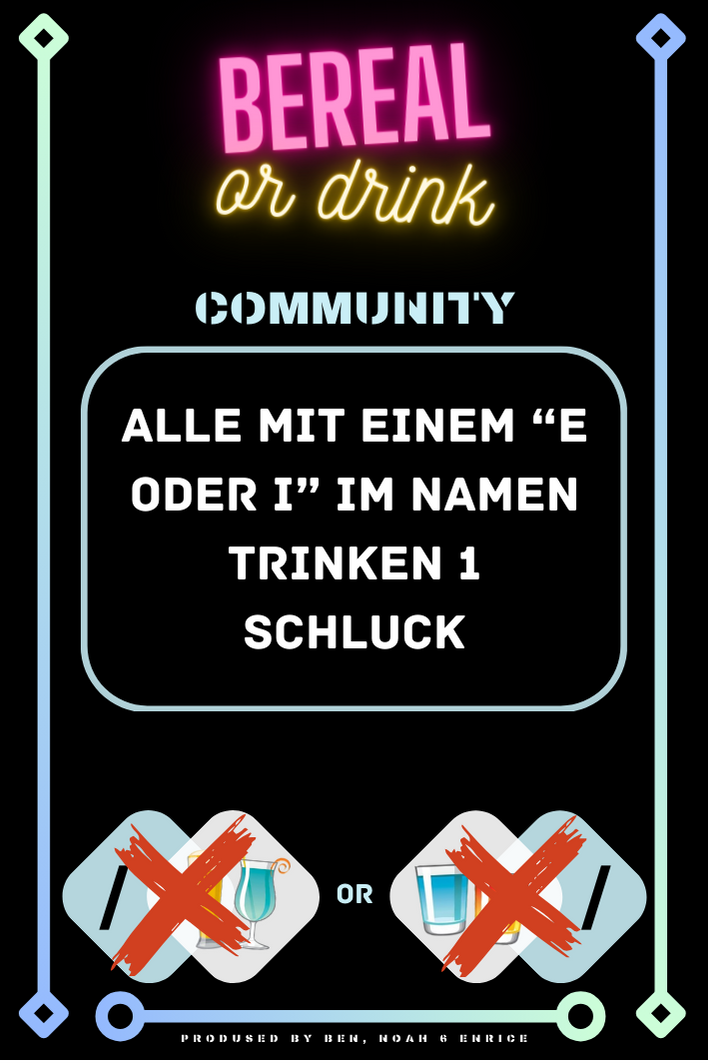 BEREAL
or drink
COMMUNITY
ALLE MIT EINEM “E
ODER I” IM NAMEN
TRINKEN 1
SCHLUCK
/ OR /
PRODUSED BY BEN, NOAH & ENRICE